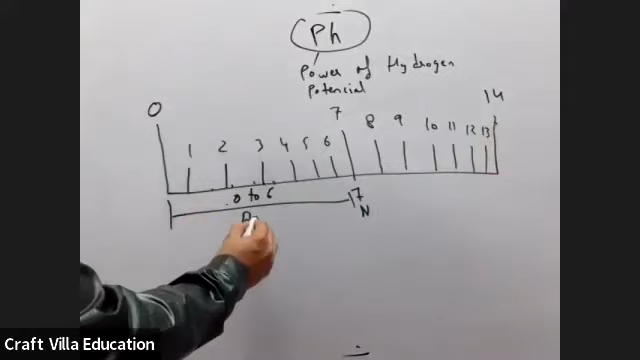 Ph
Power of Hydrogen
Potencial
0 1 2 3 4 5 6 7 8 9 10 11 12 13 14
0 to 6
7
N
Craft Villa Education